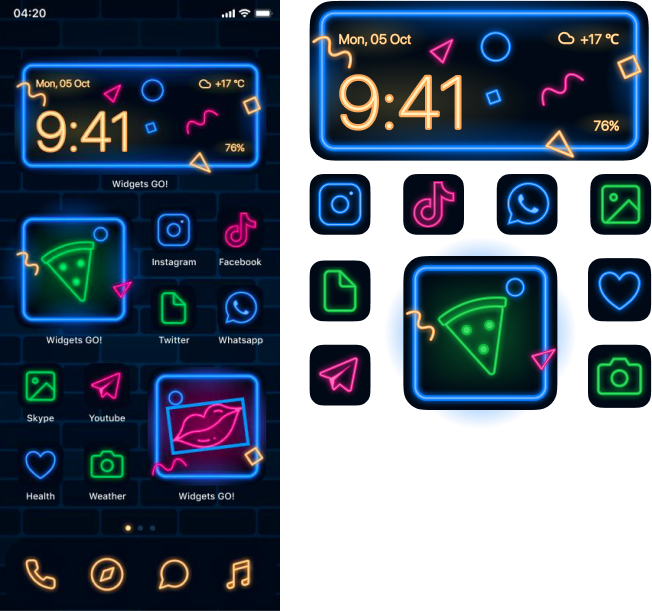 04:20
Mon, 05 Oct +17 °C
9:41
76%
Widgets GO!
Instagram Facebook
Widgets GO! Twitter Whatsapp
Skype Youtube
Health Weather Widgets GO!
Mon, 05 Oct +17 °C
9:41
76%